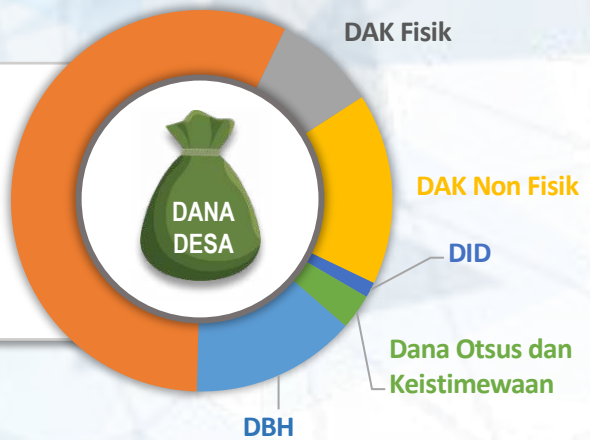 DAK Fisik
DANA
DESA
DAK Non Fisik
DID
Dana Otsus dan
Keistimewaan
DBH